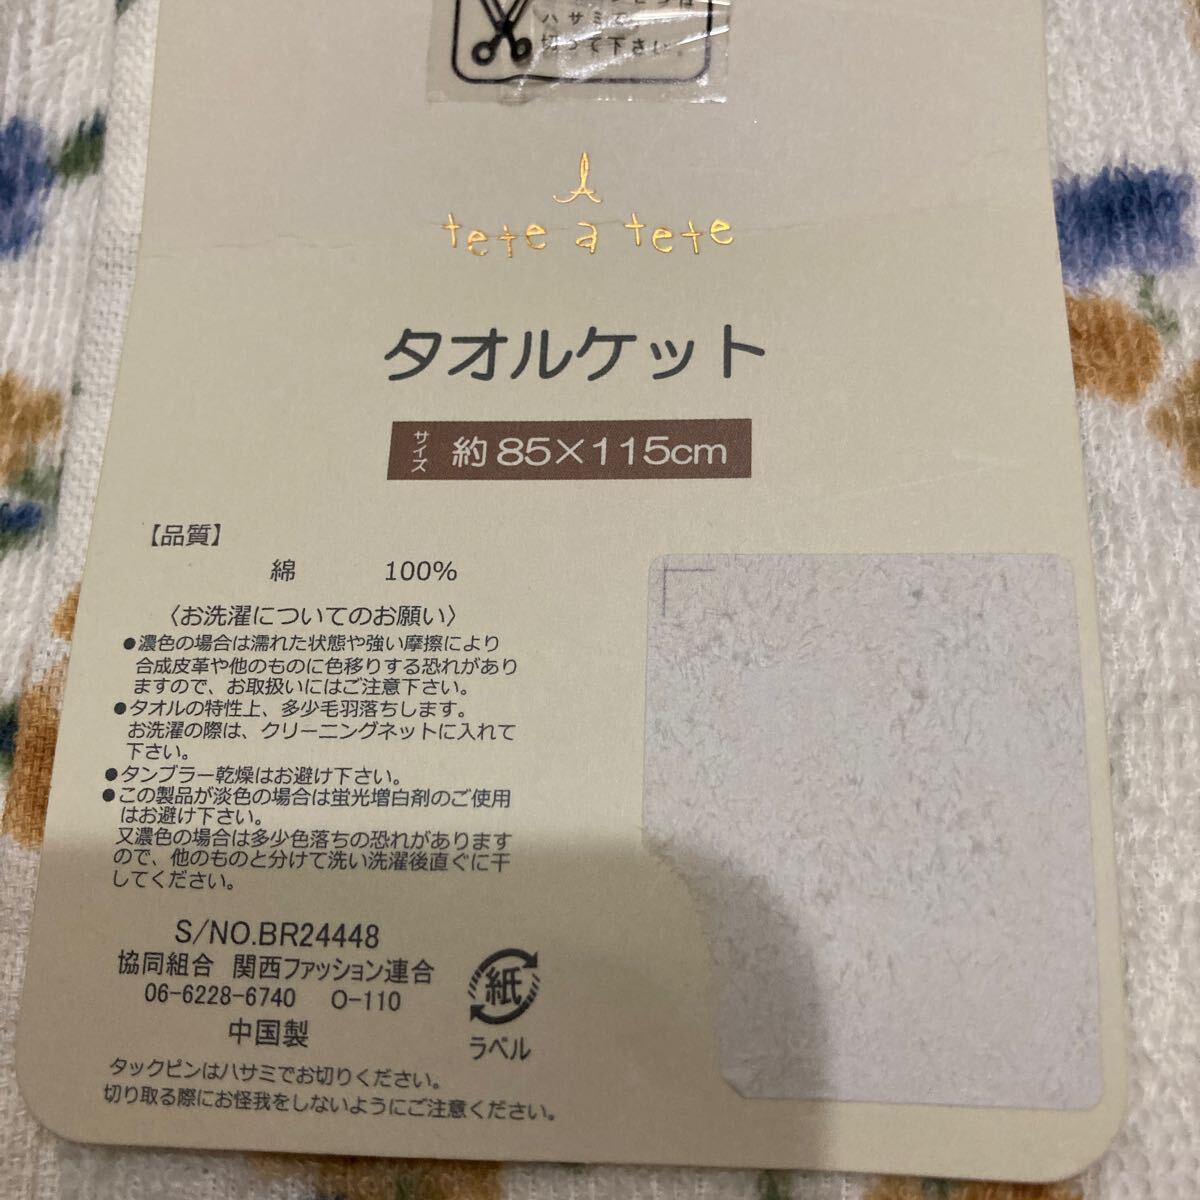 ハサミで、
切って下さい。
tete a tete
タオルケット
サイズ 約85×115cm
【品質】
綿 100%
〈お洗濯についてのお願い〉
●濃色の場合は濡れた状態や強い摩擦により
合成皮革や他のものに色移りする恐れがあり
ますので、お取扱いにはご注意下さい。
●タオルの特性上、多少毛羽落ちします。
お洗濯の際は、クリーニングネットに入れて
下さい。
●タンブラー乾燥はお避け下さい。
●この製品が淡色の場合は蛍光増白剤のご使用
はお避け下さい。
又濃色の場合は多少色落ちの恐れがあります
ので、他のものと分けて洗い洗濯後直ぐに干
してください。
S/NO.BR24448
協同組合 関西ファッション連合
06-6228-6740 O-110
中国製
紙
ラベル
タックピンはハサミでお切りください。
切り取る際にお怪我をしないようにご注意ください。